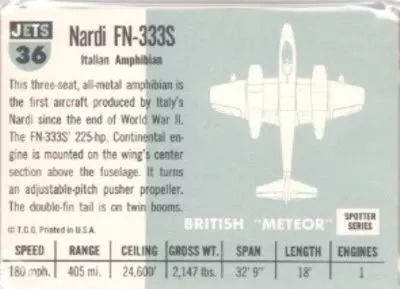 JETS
36
Nardi FN-333S
Italian Amphibian
This three-seat, all-metal amphibian is
the first aircraft produced by Italy's
Nardi since the end of World War II.
The FN-333S' 225-hp. Continental en-
gine is mounted on the wing's center
section above the fuselage. It turns
an adjustable-pitch pusher propeller.
The double-fin tail is on twin booms.
© T.C.G. Printed in U.S.A.
BRITISH "METEOR"
SPOTTER
SERIES
SPEED RANGE CEILING GROSS WT. SPAN LENGTH ENGINES
180 mph. 405 mi. 24,600' 2,147 lbs. 32' 9" 18' 1